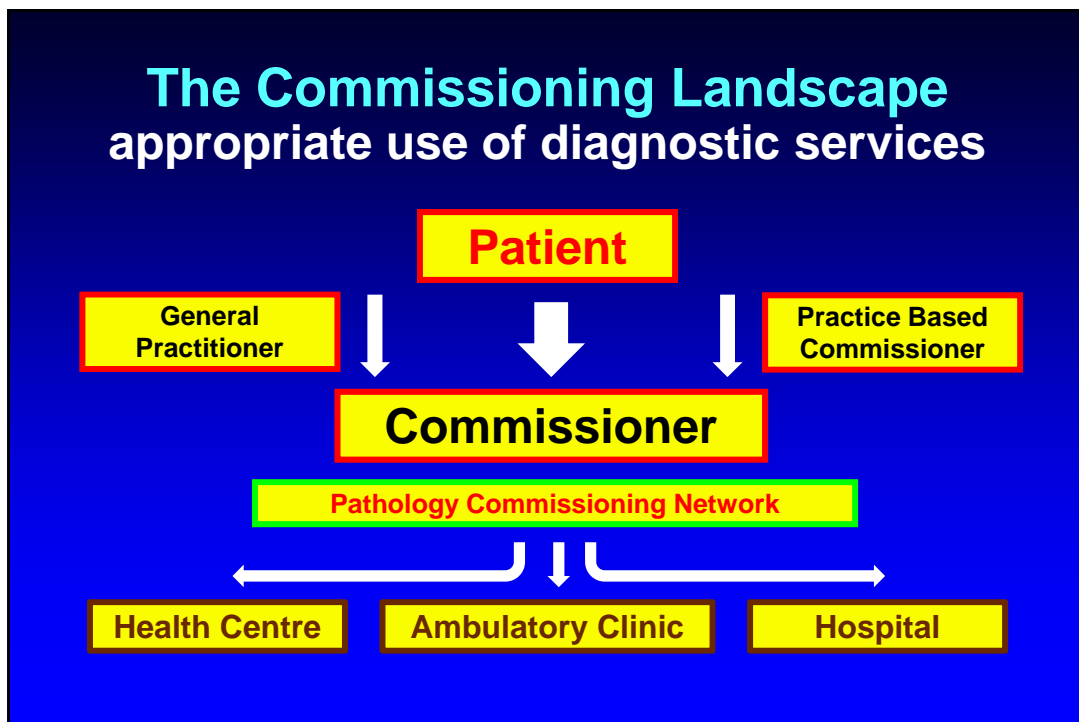 The Commissioning Landscape
appropriate use of diagnostic services
Patient
General
Practitioner
Practice Based
Commissioner
Commissioner
Pathology Commissioning Network
Health Centre
Ambulatory Clinic
Hospital